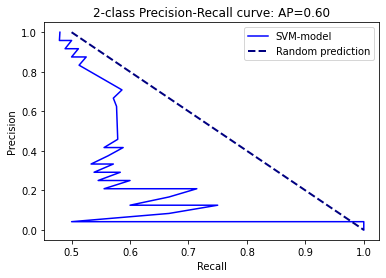 2-class Precision-Recall curve: AP=0.60
SVM-model
Random prediction
Precision
1.0
0.8
0.6
0.4
0.2
0.0
0.5 0.6 0.7 0.8 0.9 1.0
Recall